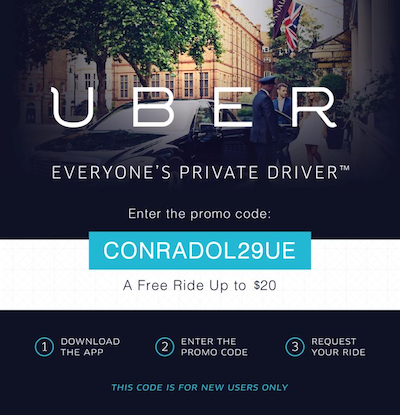 UBER
EVERYONE'S PRIVATE DRIVER™
Enter the promo code:
CONRADOL29UE
A Free Ride Up to $20
1 DOWNLOAD
THE APP
2 ENTER THE
PROMO CODE
3 REQUEST
YOUR RIDE
THIS CODE IS FOR NEW USERS ONLY